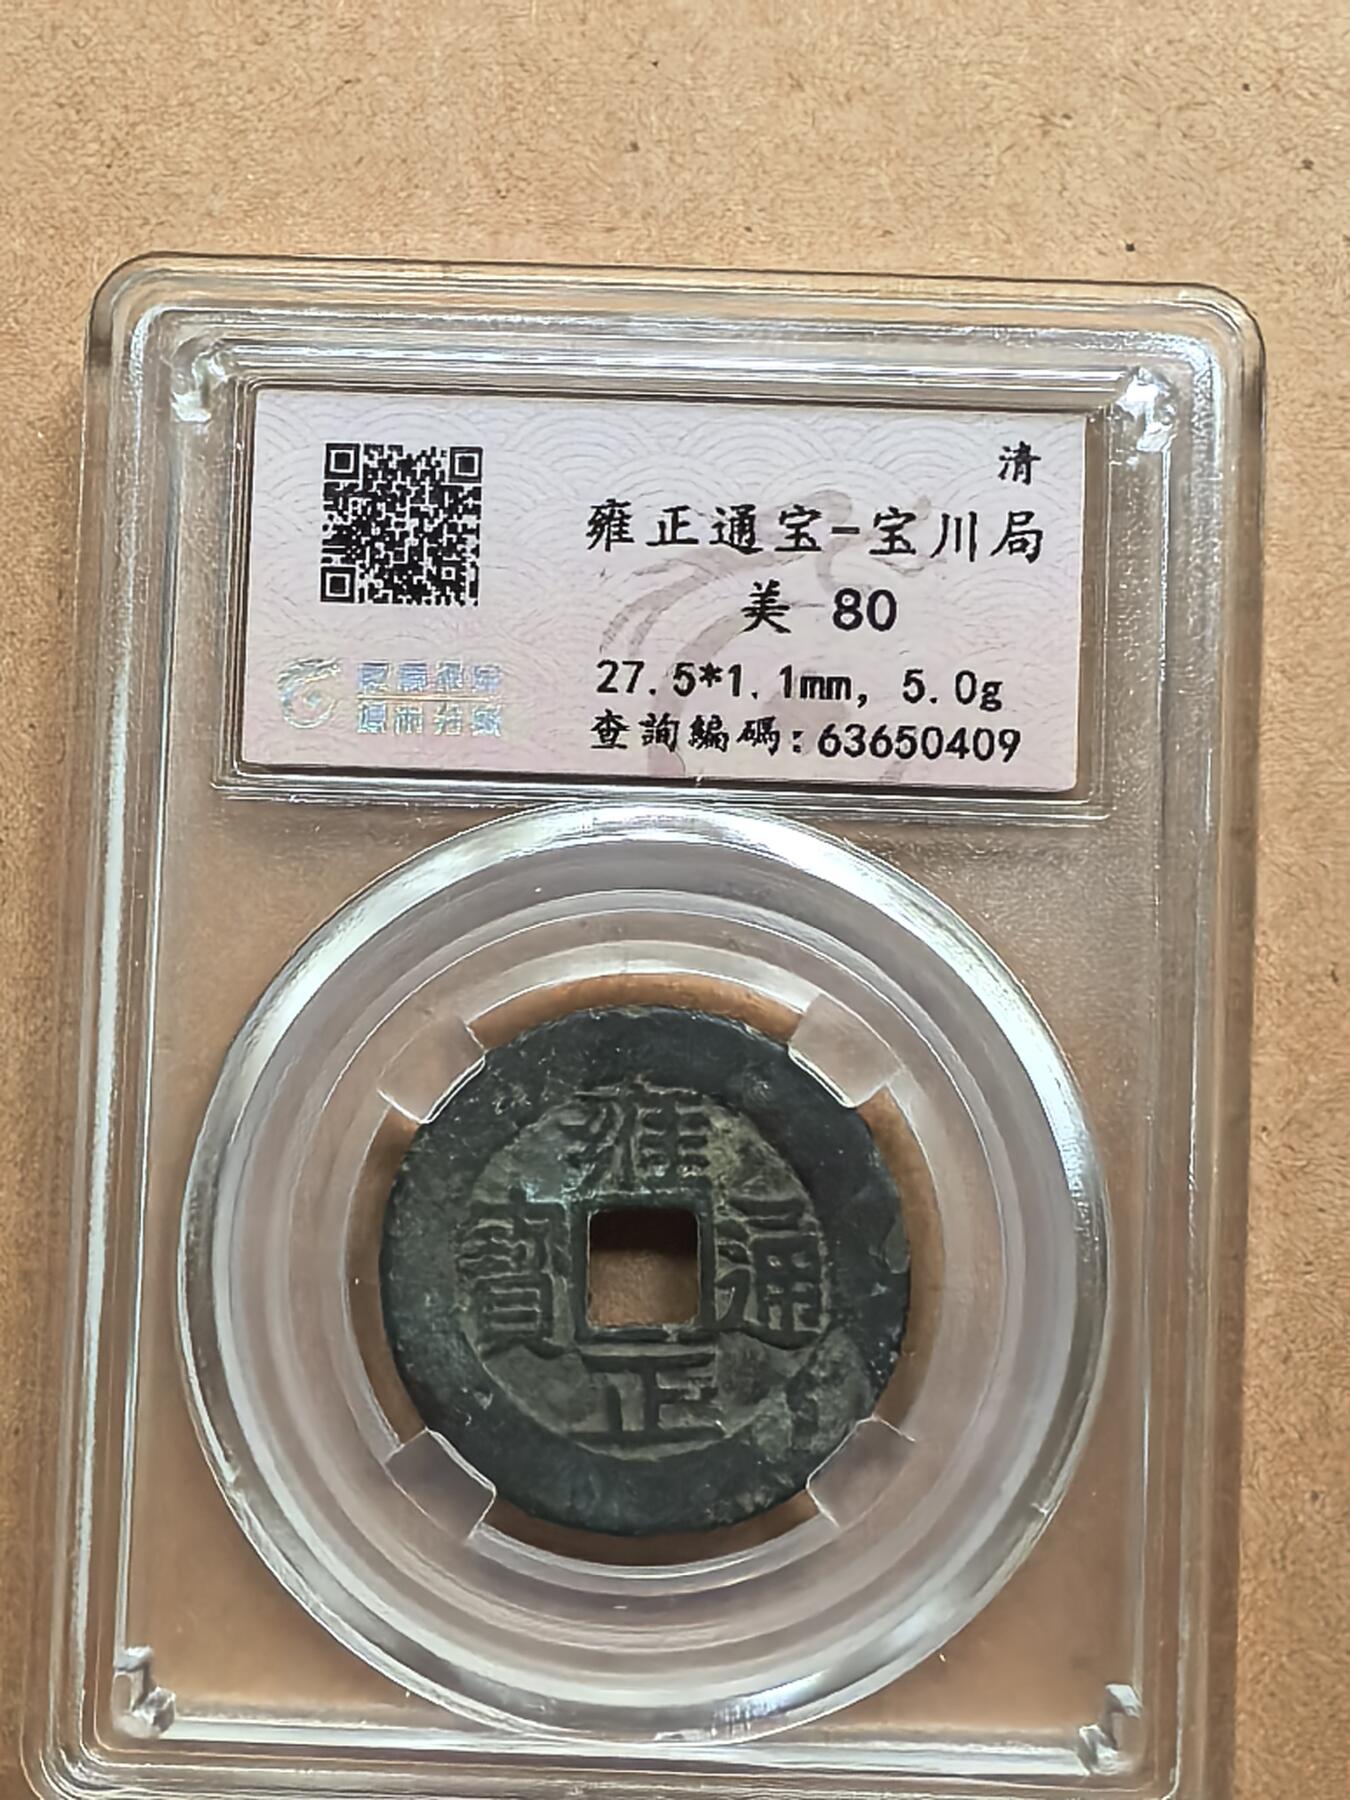 清
雍正通宝-宝川局
美 80
27.5*1.1mm, 5.0g
查詢編碼:63650409
雍正通寶